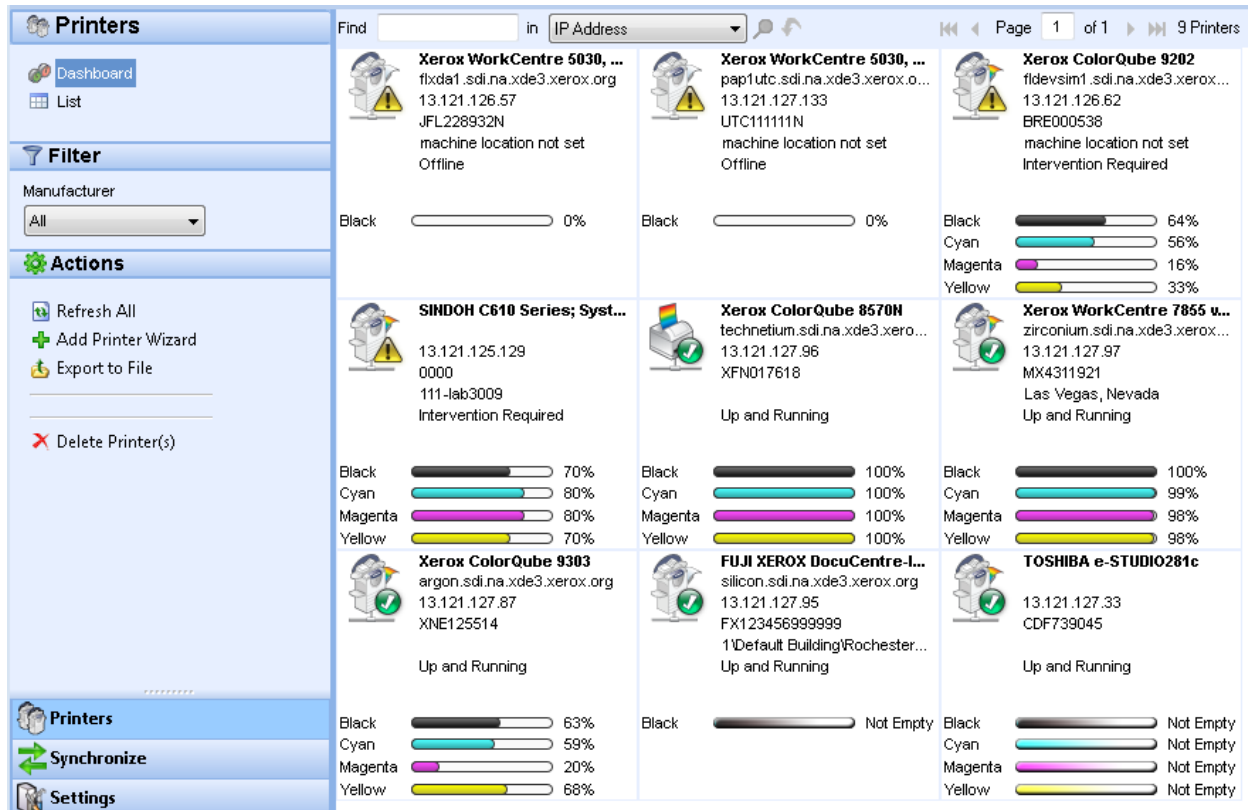 Printers
Dashboard
List
Filter
Manufacturer
All
Actions
Refresh All
Add Printer Wizard
Export to File
Delete Printer(s)
Printers
Synchronize
Settings
Find in IP Address Page 1 of 1 9 Printers
Xerox WorkCentre 5030, ...
flxda1.sdi.na.xde3.xerox.org
13.121.126.57
JFL228932N
machine location not set
Offline
Black 0%
Xerox WorkCentre 5030, ...
pap1utc.sdi.na.xde3.xerox.o...
13.121.127.133
UTC111111N
machine location not set
Offline
Black 0%
Xerox ColorQube 9202
fldevsim1.sdi.na.xde3.xerox...
13.121.126.62
BRE000538
machine location not set
Intervention Required
Black 64%
Cyan 56%
Magenta 16%
Yellow 33%
SINDOH C610 Series; Syst...
13.121.125.129
0000
111-lab3009
Intervention Required
Black 70%
Cyan 80%
Magenta 80%
Yellow 70%
Xerox ColorQube 8570N
technetium.sdi.na.xde3.xero...
13.121.127.96
XFN017618
Up and Running
Black 100%
Cyan 100%
Magenta 100%
Yellow 100%
Xerox WorkCentre 7855 v...
zirconium.sdi.na.xde3.xerox...
13.121.127.97
MX4311921
Las Vegas, Nevada
Up and Running
Black 100%
Cyan 99%
Magenta 98%
Yellow 98%
Xerox ColorQube 9303
argon.sdi.na.xde3.xerox.org
13.121.127.87
XNE125514
Up and Running
Black 63%
Cyan 59%
Magenta 20%
Yellow 68%
FUJI XEROX DocuCentre-I...
silicon.sdi.na.xde3.xerox.org
13.121.127.95
FX123456999999
1\Default Building\Rochester...
Up and Running
Black Not Empty
TOSHIBA e-STUDIO281c
13.121.127.33
CDF739045
Up and Running
Black Not Empty
Cyan Not Empty
Magenta Not Empty
Yellow Not Empty